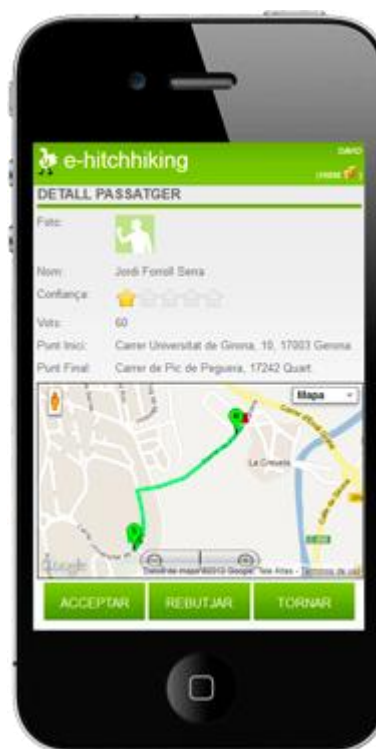 e-hitchhiking
DAVID
DETALL PASSATGER
Foto:
Nom: Jordi Forroll Serra
Confiança:
Vots: 60
Punt Inici: Carrer Universitat de Girona, 10, 17003 Gerona
Punt Final: Carrer de Pic de Peguera, 17242 Quart
Mapa
La Creueta
Google
ACCEPTAR REBUTJAR TORNAR